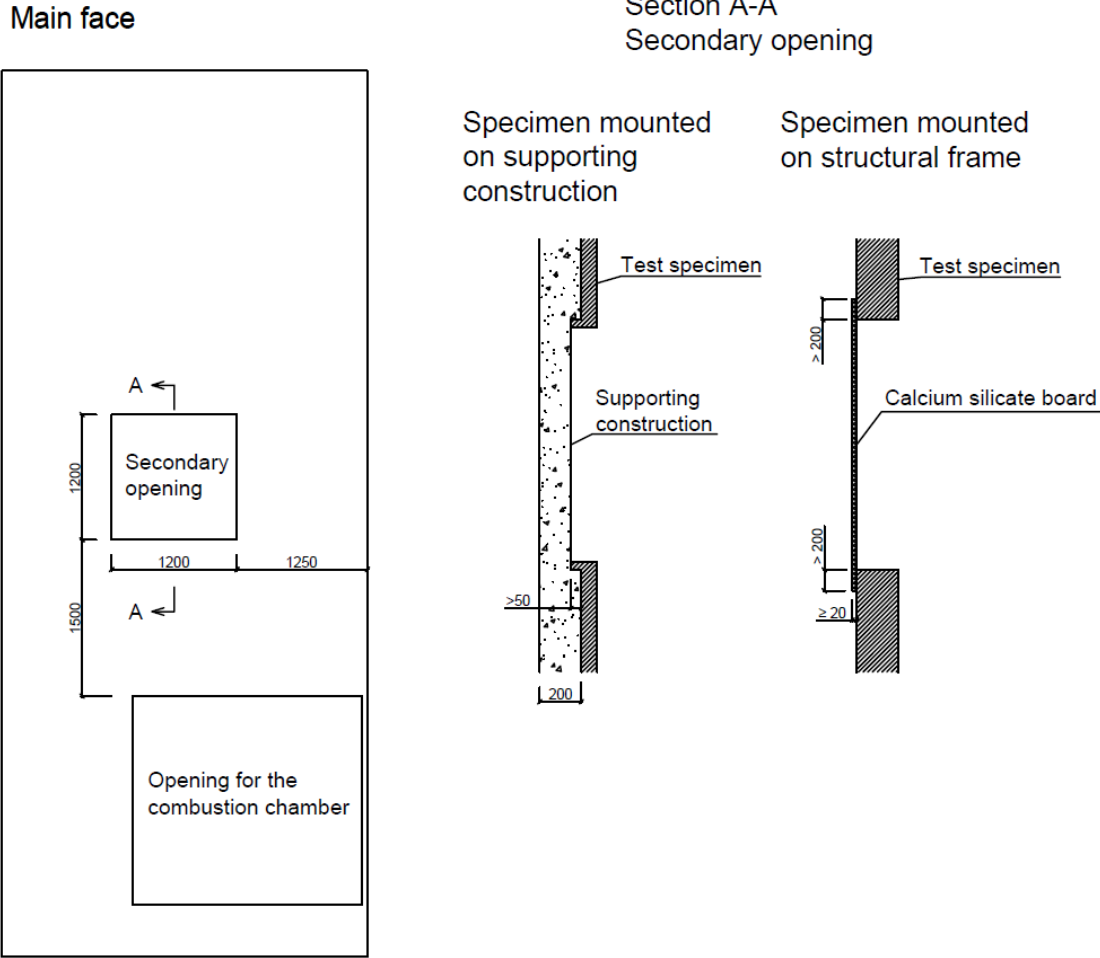 Main face
Section A-A
Secondary opening
Specimen mounted
on supporting
construction
Specimen mounted
on structural frame
Test specimen
Test specimen
> 200
A
Supporting
construction
Calcium silicate board
Secondary
opening
1200
1200
1250
> 200
>50
≥ 20
A
1500
200
Opening for the
combustion chamber